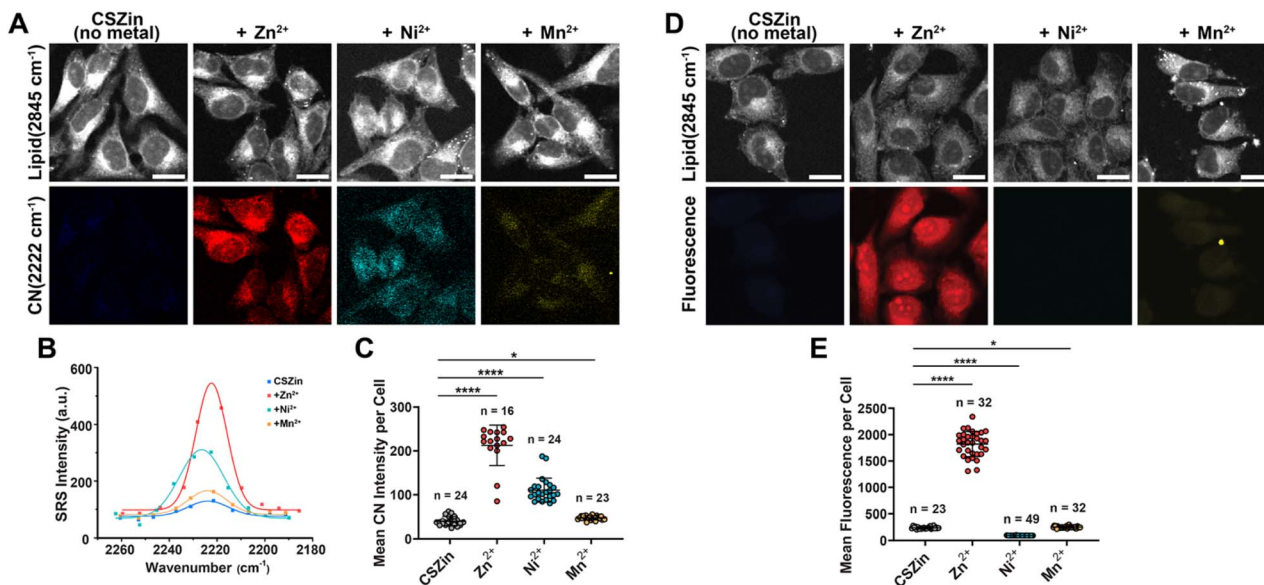 A
CSZin
(no metal)
+ Zn²⁺
+ Ni²⁺
+ Mn²⁺
Lipid(2845 cm⁻¹)
CN(2222 cm⁻¹)
D
CSZin
(no metal)
+ Zn²⁺
+ Ni²⁺
+ Mn²⁺
Lipid(2845 cm⁻¹)
Fluorescence
B
SRS Intensity (a.u.)
600
400
200
0
2260 2240 2220 2200 2180
Wavenumber (cm⁻¹)
CSZin
+Zn²⁺
+Ni²⁺
+Mn²⁺
C
Mean CN Intensity per Cell
300
200
100
0
*
****
****
n = 24
n = 16
n = 24
n = 23
CSZin Zn²⁺ Ni²⁺ Mn²⁺
E
Mean Fluorescence per Cell
2500
2000
1500
1000
500
0
*
****
****
n = 23
n = 32
n = 49
n = 32
CSZin Zn²⁺ Ni²⁺ Mn²⁺